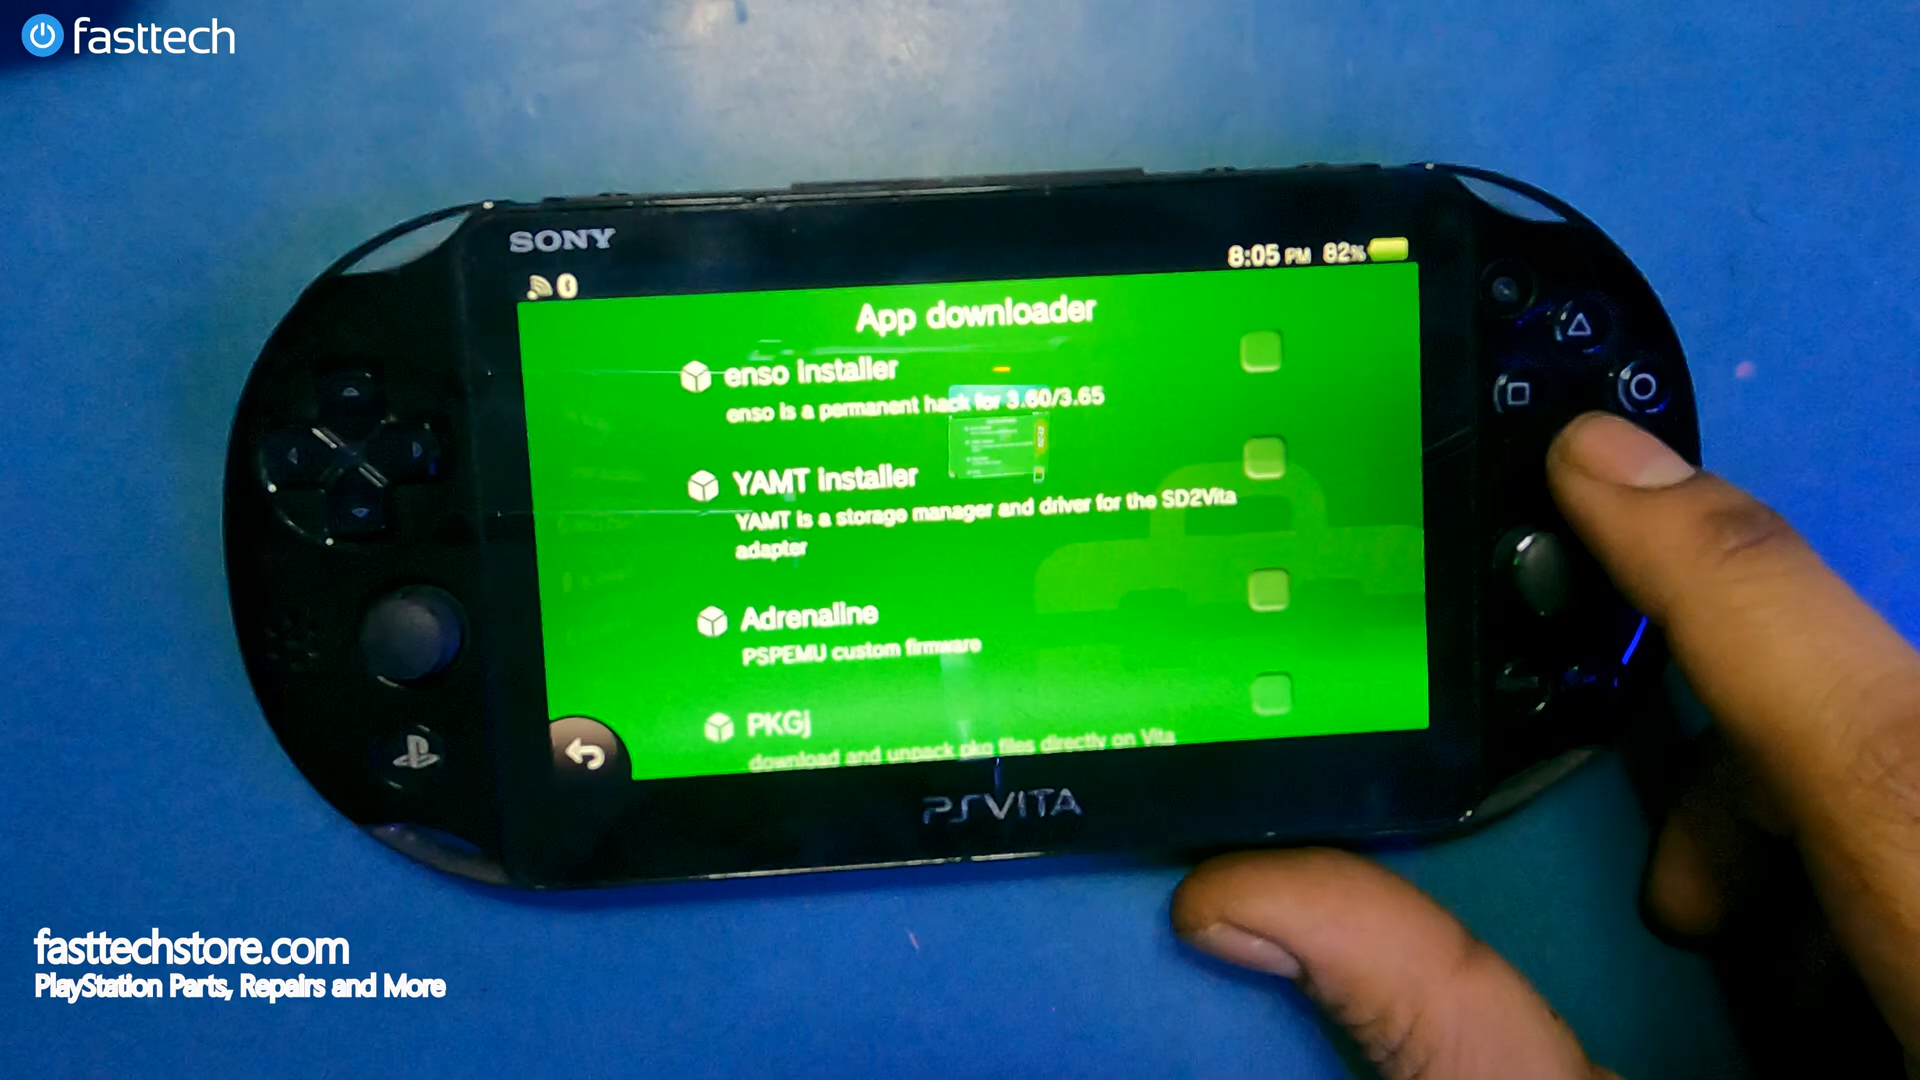 fasttech
SONY
8:05 PM 82%
App downloader
enso installer
enso is a permanent hack for 3.60/3.65
YAMT installer
YAMT is a storage manager and driver for the SD2Vita
adapter
Adrenaline
PSPEMU custom firmware
PKGj
download and unpack pkg files directly on Vita
PSVITA
fasttechstore.com
PlayStation Parts, Repairs and More